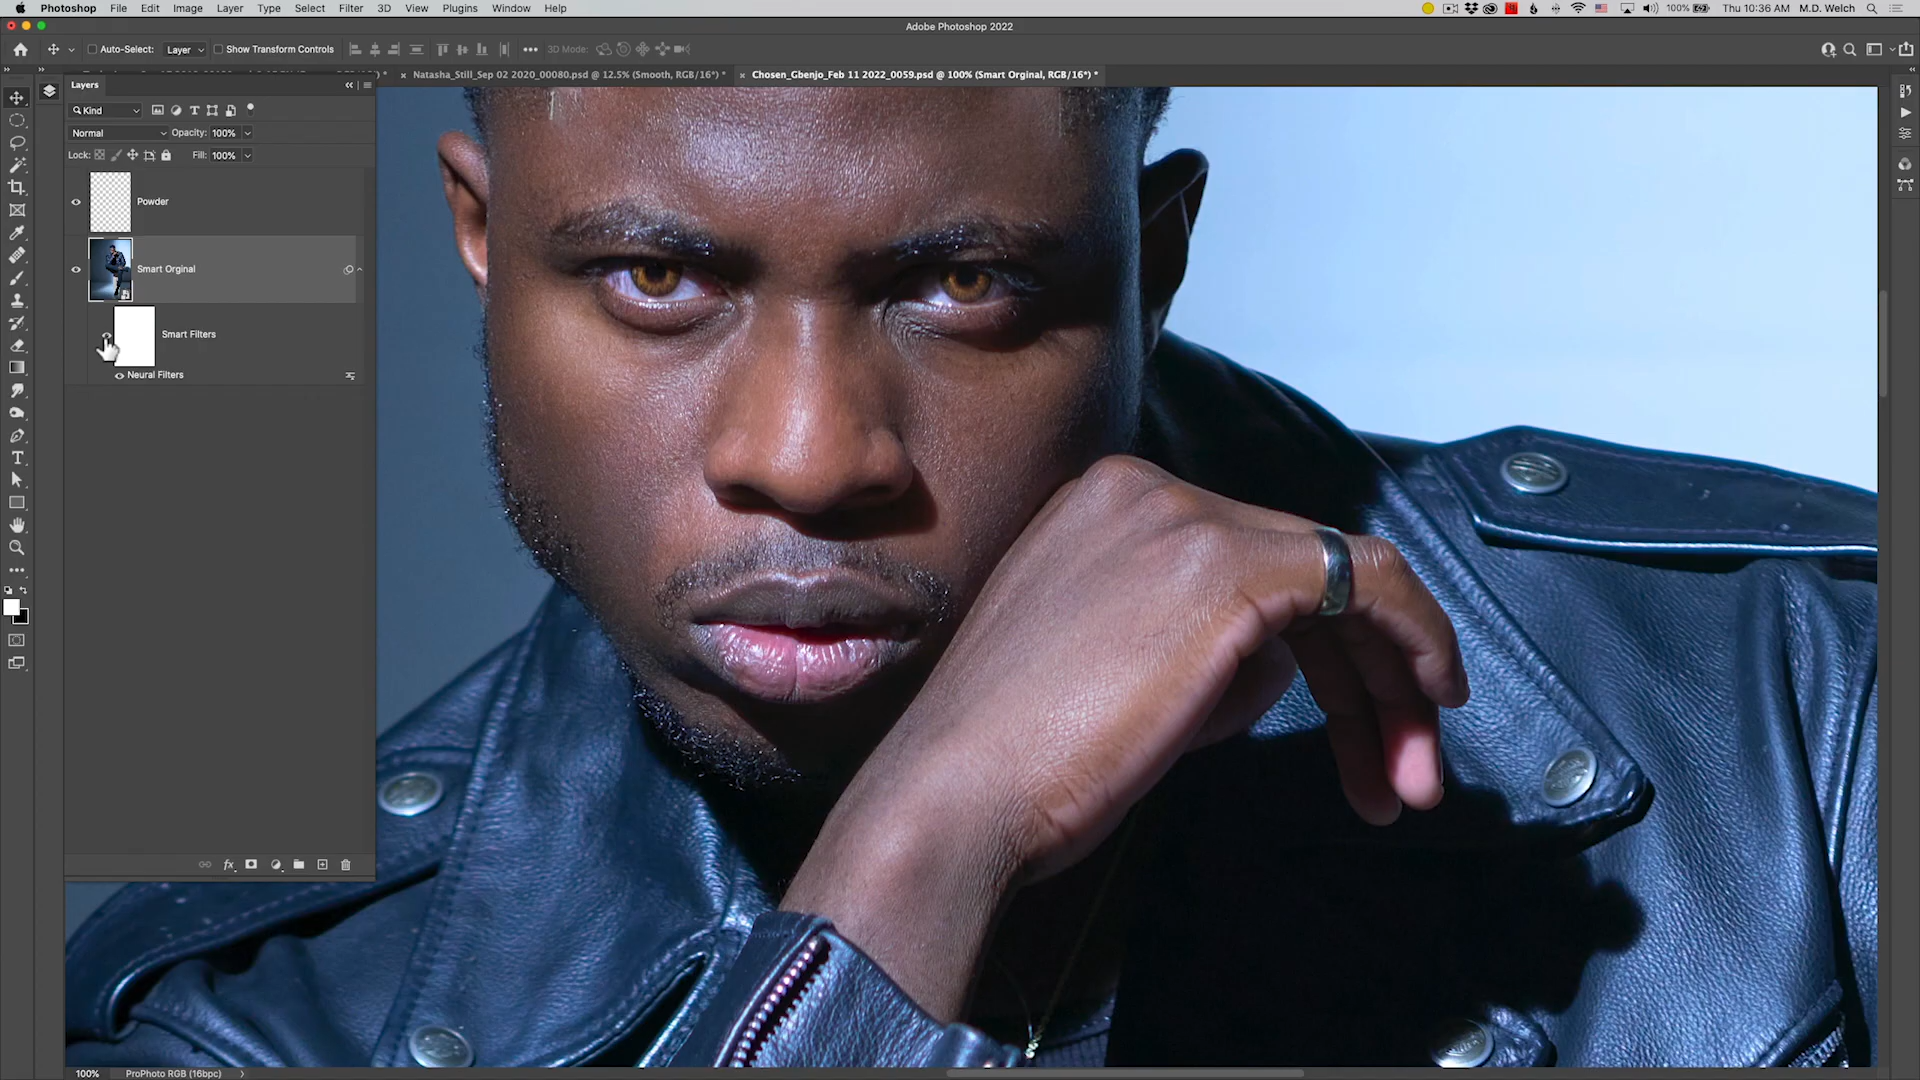 Photoshop File Edit Image Layer Type Select Filter 3D View Plugins Window Help 100% Thu 10:36 AM M.D. Welch
Adobe Photoshop 2022
Auto-Select: Layer Show Transform Controls 3D Mode:
Natasha_Still_Sep 02 2020_00080.psd @ 12.5% (Smooth, RGB/16*) * Chosen_Gbenjo_Feb 11 2022_0059.psd @ 100% (Smart Orginal, RGB/16*) *
Layers
Kind
Normal Opacity: 100%
Lock: Fill: 100%
Powder
Smart Orginal
Smart Filters
Neural Filters
100% ProPhoto RGB (16bpc)